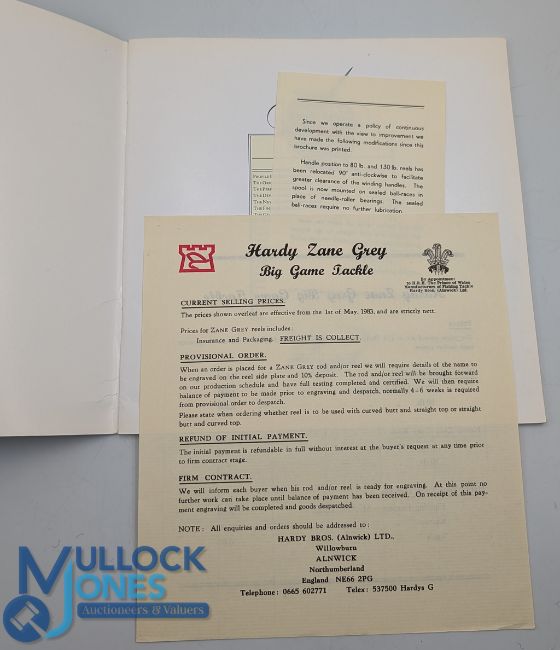 Since we operate a policy of continuous
development with the view to improvement we
have made the following modifications since this
brochure was printed.
Handle position to 80 lb. and 130 lb. reels has
been relocated 90° anti-clockwise to facilitate
greater clearance of the winding handles. The
spool is now mounted on sealed ball-races in
place of needle-roller bearings. The sealed
ball-races require no further lubrication.
Hardy Zane Grey
Big Game Tackle
By Appointment
to H.R.H. The Prince of Wales
Manufacturers of Fishing Tackle
Hardy Bros. (Alnwick) Ltd.
CURRENT SELLING PRICES.
The prices shown overleaf are effective from the 1st of May, 1983, and are strictly nett.
Prices for ZANE GREY reels includes:
Insurance and Packaging. FREIGHT IS COLLECT.
PROVISIONAL ORDER.
When an order is placed for a ZANE GREY rod and/or reel we will require details of the name to
be engraved on the reel side plate and 10% deposit. The rod and/or reel will be brought forward
on our production schedule and have full testing completed and certified. We will then require
balance of payment to be made prior to engraving and despatch, normally 4-6 weeks is required
from provisional order to despatch.
Please state when ordering whether reel is to be used with curved butt and straight top or straight
butt and curved top.
REFUND OF INITIAL PAYMENT.
The initial payment is refundable in full without interest at the buyer's request at any time prior
to firm contract stage.
FIRM CONTRACT.
We will inform each buyer when his rod and/or reel is ready for engraving. At this point no
further work can take place until balance of payment has been received. On receipt of this pay-
ment engraving will be completed and goods despatched.
NOTE: All enquiries and orders should be addressed to:
HARDY BROS. (Alnwick) LTD.,
Willowburn
ALNWICK
Northumberland
England NE66 2PG
Telephone: 0665 602771 Telex: 537500 Hardys G
MULLOCK
JONES
Auctioneers & Valuers